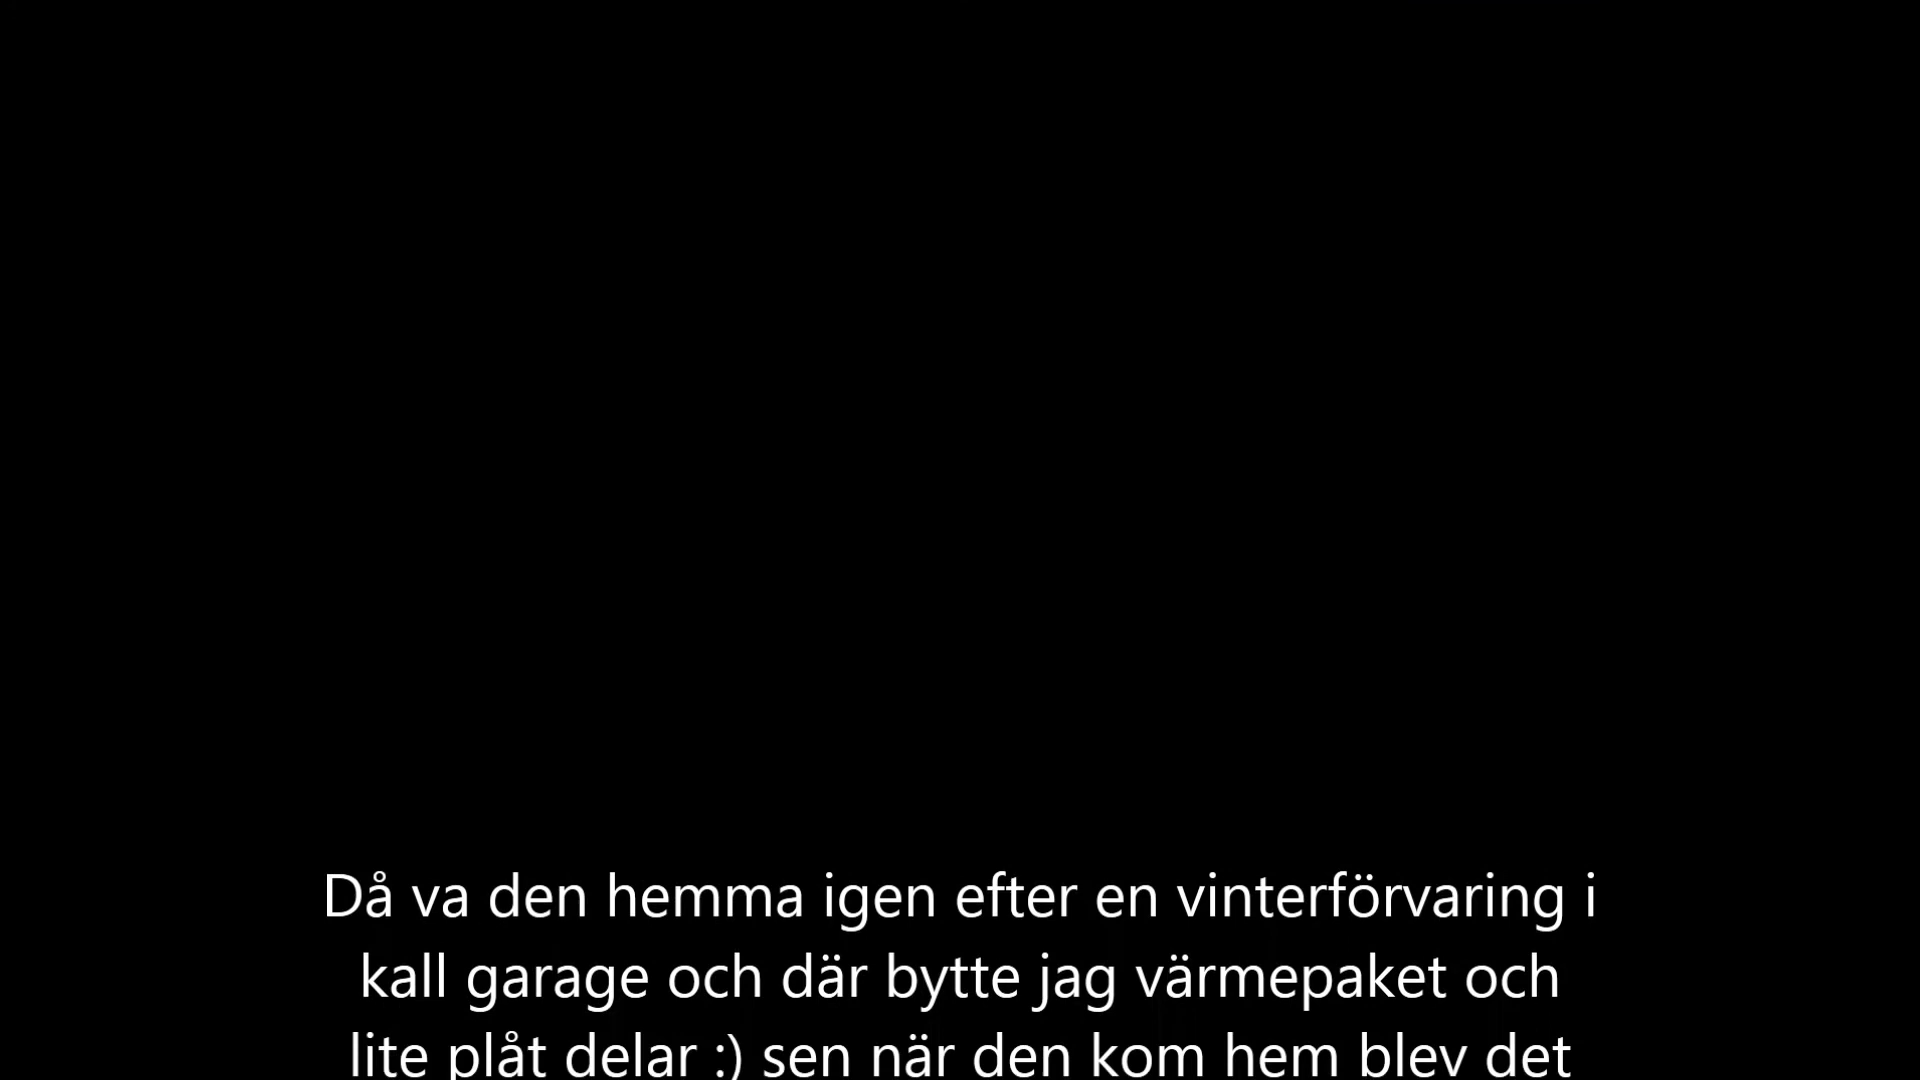 Då va den hemma igen efter en vinterförvaring i
kall garage och där bytte jag värmepaket och
lite plåt delar :) sen när den kom hem blev det